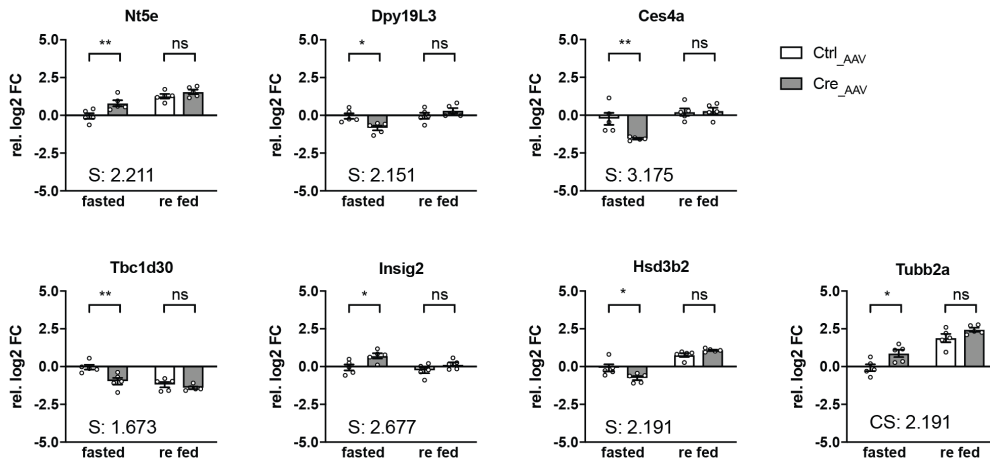 Nt5e
rel. log2 FC
5.0
2.5
0.0
-2.5
-5.0
**
ns
S: 2.211
fasted
re fed
Dpy19L3
rel. log2 FC
5.0
2.5
0.0
-2.5
-5.0
*
ns
S: 2.151
fasted
re fed
Ces4a
rel. log2 FC
5.0
2.5
0.0
-2.5
-5.0
**
ns
S: 3.175
fasted
re fed
Ctrl_AAV
Cre_AAV
Tbc1d30
rel. log2 FC
5.0
2.5
0.0
-2.5
-5.0
**
ns
S: 1.673
fasted
re fed
Insig2
rel. log2 FC
5.0
2.5
0.0
-2.5
-5.0
*
ns
S: 2.677
fasted
re fed
Hsd3b2
rel. log2 FC
5.0
2.5
0.0
-2.5
-5.0
*
ns
S: 2.191
fasted
re fed
Tubb2a
rel. log2 FC
5.0
2.5
0.0
-2.5
-5.0
*
ns
CS: 2.191
fasted
re fed